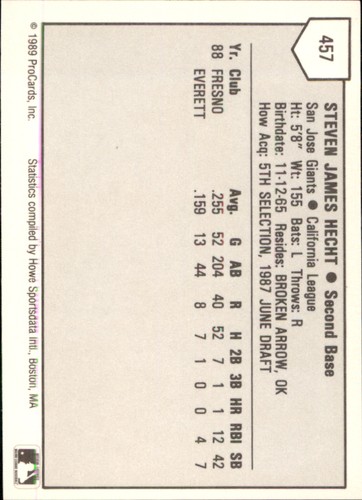 457
STEVEN JAMES HECHT ● Second Base
San Jose Giants ● California League
Ht: 5'8" Wt: 155 Bats: L Throws: R
Birthdate: 11-12-65 Resides: BROKEN ARROW, OK
How Acq: 5TH SELECTION, 1987 JUNE DRAFT
Yr. Club Avg. G AB R H 2B 3B HR RBI SB
88 FRESNO .255 52 204 40 52 7 1 1 12 42
EVERETT .159 13 44 8 7 1 0 0 4 7
© 1989 ProCards, Inc. Statistics compiled by Howe Sportsdata Intl., Boston, MA